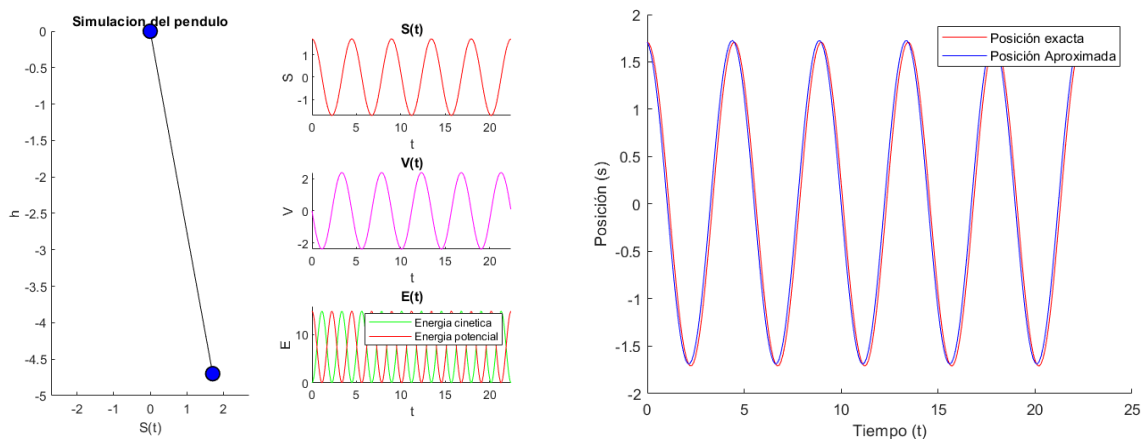 Simulacion del pendulo
0
-0.5
-1
-1.5
-2
-2.5
-3
-3.5
-4
-4.5
-5
h
-2 -1 0 1 2
S(t)
S(t)
1
0
-1
S
0 5 10 15 20
t
V(t)
2
0
-2
V
0 5 10 15 20
t
E(t)
10
0
E
Energia cinetica
Energia potencial
0 5 10 15 20
t
2
1.5
1
0.5
0
-0.5
-1
-1.5
-2
Posición (s)
Posición exacta
Posición Aproximada
0 5 10 15 20 25
Tiempo (t)